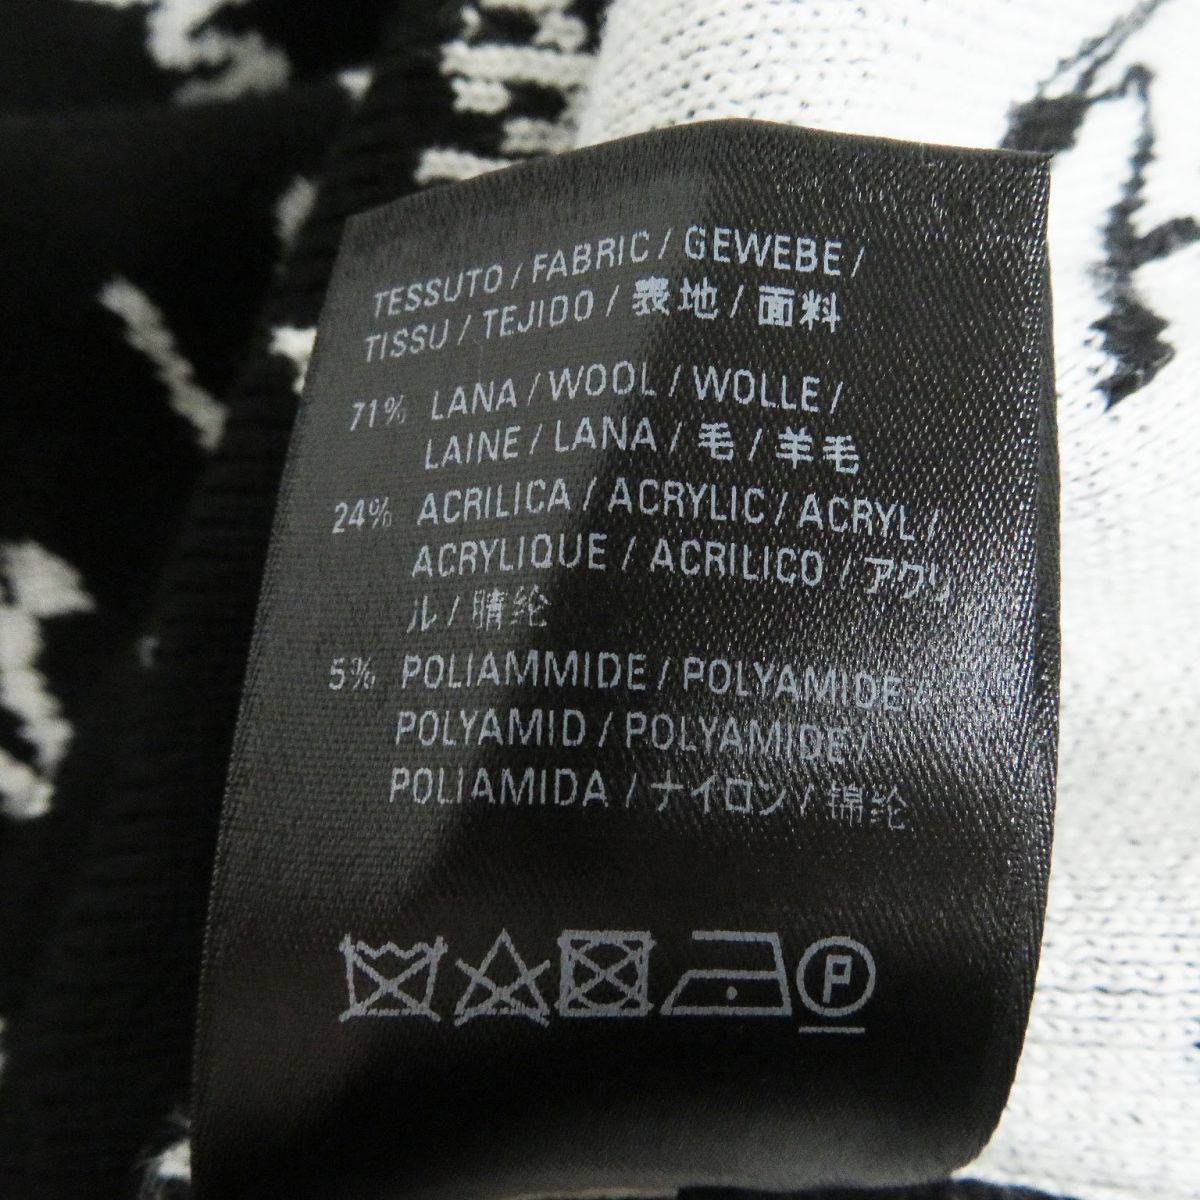 TESSUTO / FABRIC / GEWEBE /
TISSU / TEJIDO / 表地 / 面料
71% LANA / WOOL / WOLLE /
LAINE / LANA / 毛 / 羊毛
24% ACRILICA / ACRYLIC / ACRYL /
ACRYLIQUE / ACRILICO / アクリ
ル / 腈纶
5% POLIAMMIDE / POLYAMIDE /
POLYAMID / POLYAMIDE /
POLIAMIDA / ナイロン / 锦纶
P